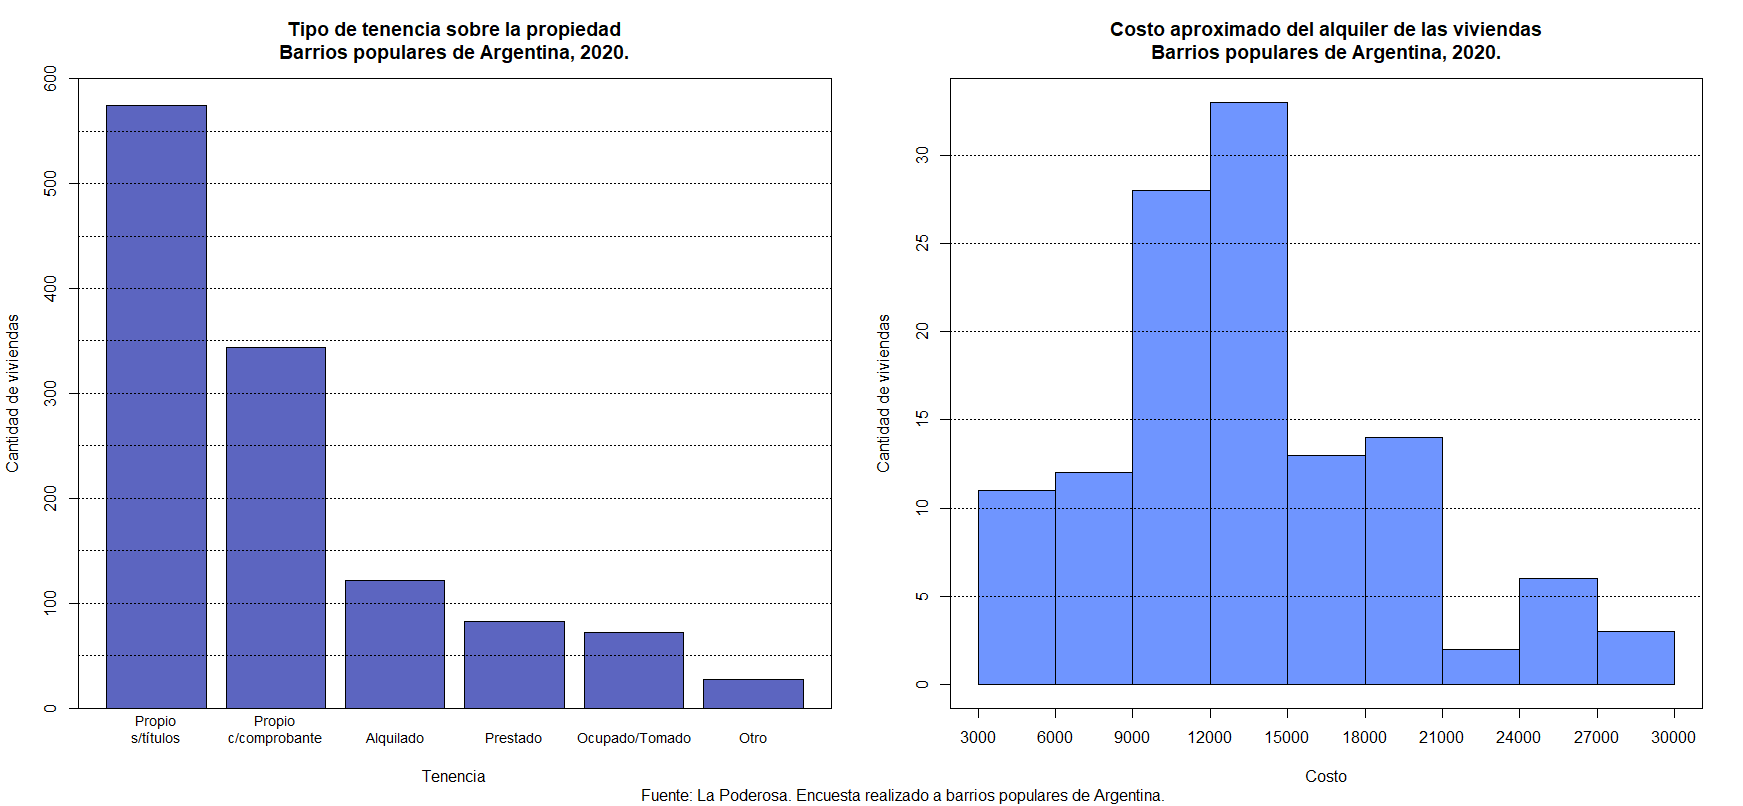 Tipo de tenencia sobre la propiedad
Barrios populares de Argentina, 2020.
Cantidad de viviendas
600
500
400
300
200
100
0
Propio
s/títulos
Propio
c/comprobante
Alquilado
Prestado
Ocupado/Tomado
Otro
Tenencia
Costo aproximado del alquiler de las viviendas
Barrios populares de Argentina, 2020.
Cantidad de viviendas
30
25
20
15
10
5
0
3000 6000 9000 12000 15000 18000 21000 24000 27000 30000
Costo
Fuente: La Poderosa. Encuesta realizado a barrios populares de Argentina.